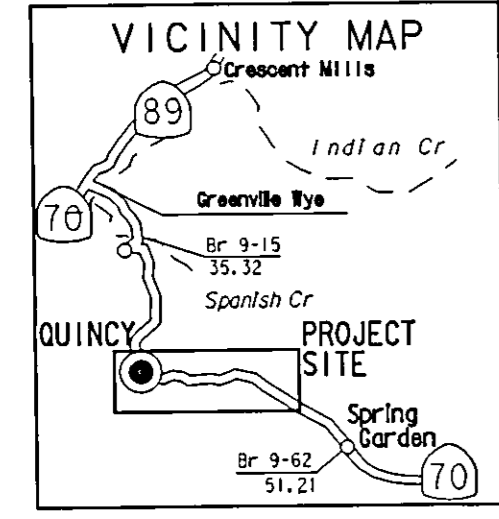 VICINITY MAP
Crescent Mills
89
Indian Cr
Greenville Wye
70
Br 9-15
35.32
Spanish Cr
QUINCY
PROJECT
SITE
Spring
Garden
Br 9-62
51.21
70